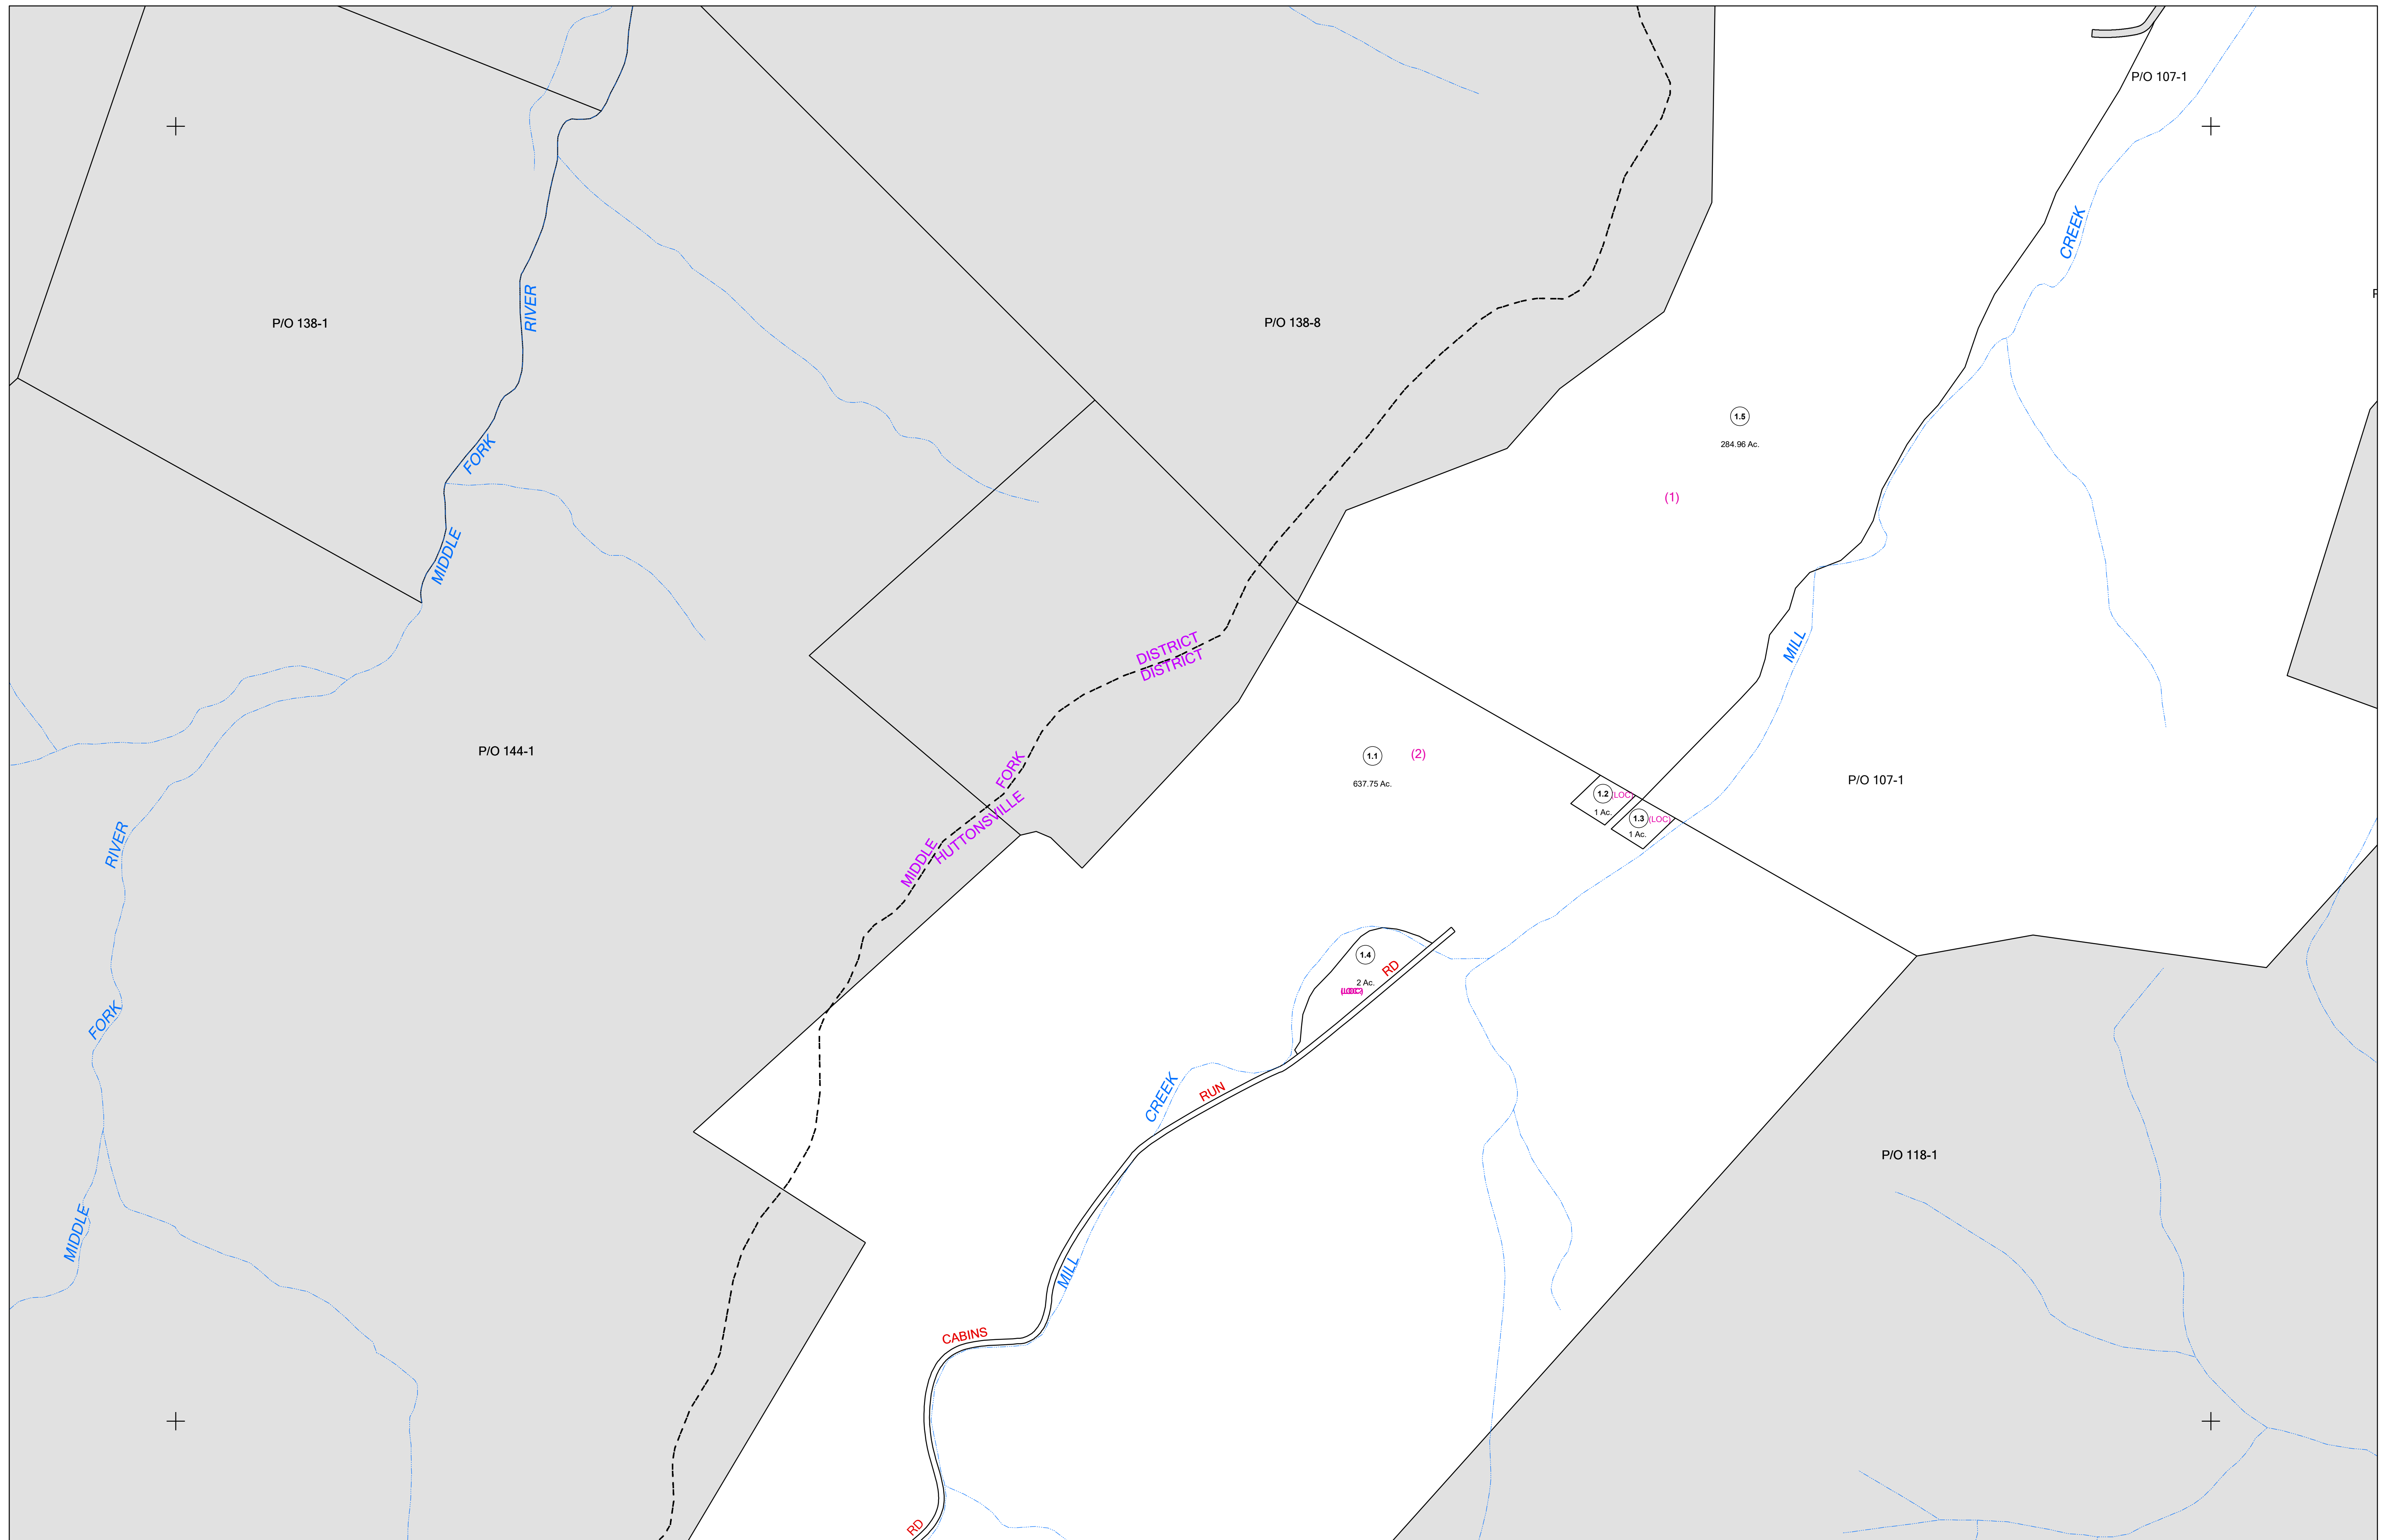 P/O 107-1
CREEK
RIVER
P/O 138-1
P/O 138-8
1.5
284.96 Ac.
FORK
(1)
MIDDLE
DISTRICT
DISTRICT
MILL
P/O 144-1
1.1
(2)
637.75 Ac.
FORK
HUTTONSVILLE
MIDDLE
P/O 107-1
1.2
(LOC)
1 Ac.
1.3
(LOC)
1 Ac.
RIVER
1.4
2 Ac.
RD
FORK
RUN
CREEK
P/O 118-1
MIDDLE
MILL
CABINS
RD